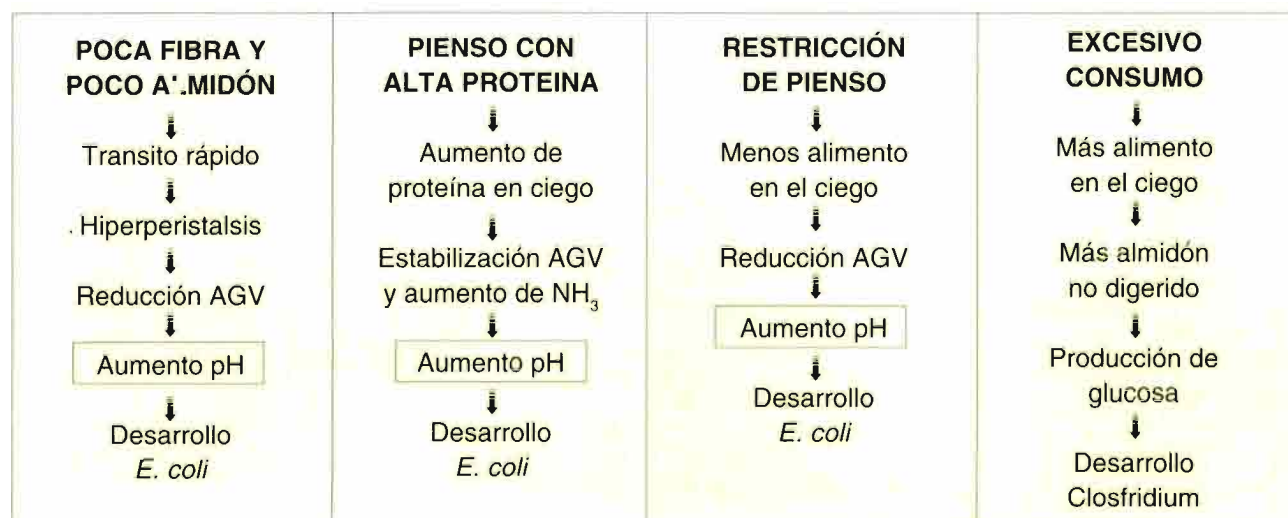 POCA FIBRA Y
POCO A'.MIDÓN
Transito rápido
Hiperperistalsis
Reducción AGV
Aumento pH
Desarrollo
E. coli
PIENSO CON
ALTA PROTEINA
Aumento de
proteína en ciego
Estabilización AGV
y aumento de NH₃
Aumento pH
Desarrollo
E. coli
RESTRICCIÓN
DE PIENSO
Menos alimento
en el ciego
Reducción AGV
Aumento pH
Desarrollo
E. coli
EXCESIVO
CONSUMO
Más alimento
en el ciego
Más almidón
no digerido
Producción de
glucosa
Desarrollo
Closfridium